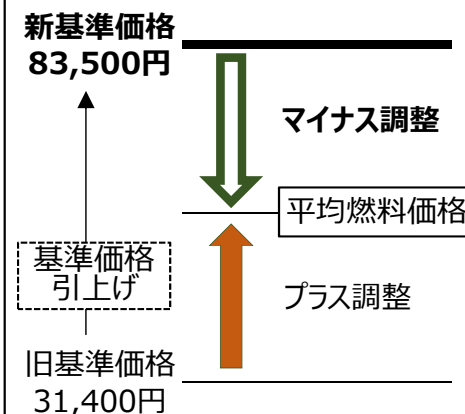 新基準価格
83,500円
マイナス調整
平均燃料価格
基準価格
引上げ
プラス調整
旧基準価格
31,400円